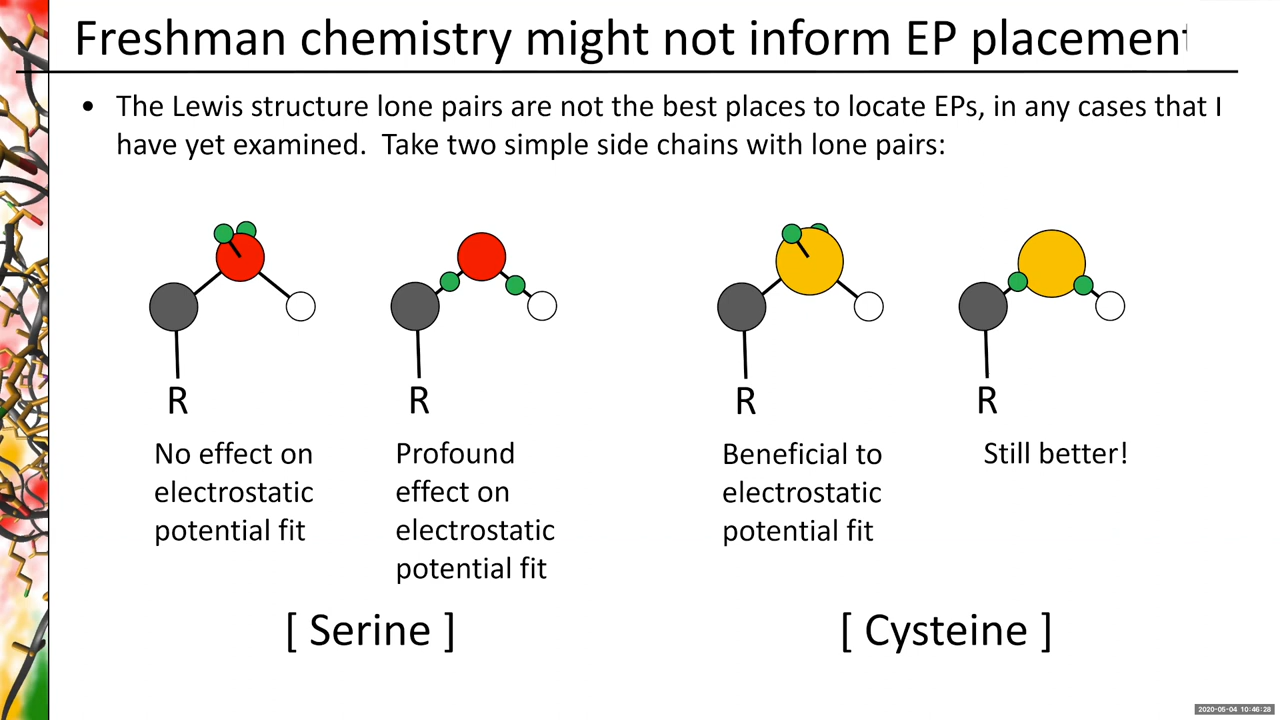 Freshman chemistry might not inform EP placement
• The Lewis structure lone pairs are not the best places to locate EPs, in any cases that I
have yet examined.  Take two simple side chains with lone pairs:
R
R
R
R
No effect on
electrostatic
potential fit
Profound
effect on
electrostatic
potential fit
Beneficial to
electrostatic
potential fit
Still better!
[ Serine ]
[ Cysteine ]
2020-05-04 10:46:28